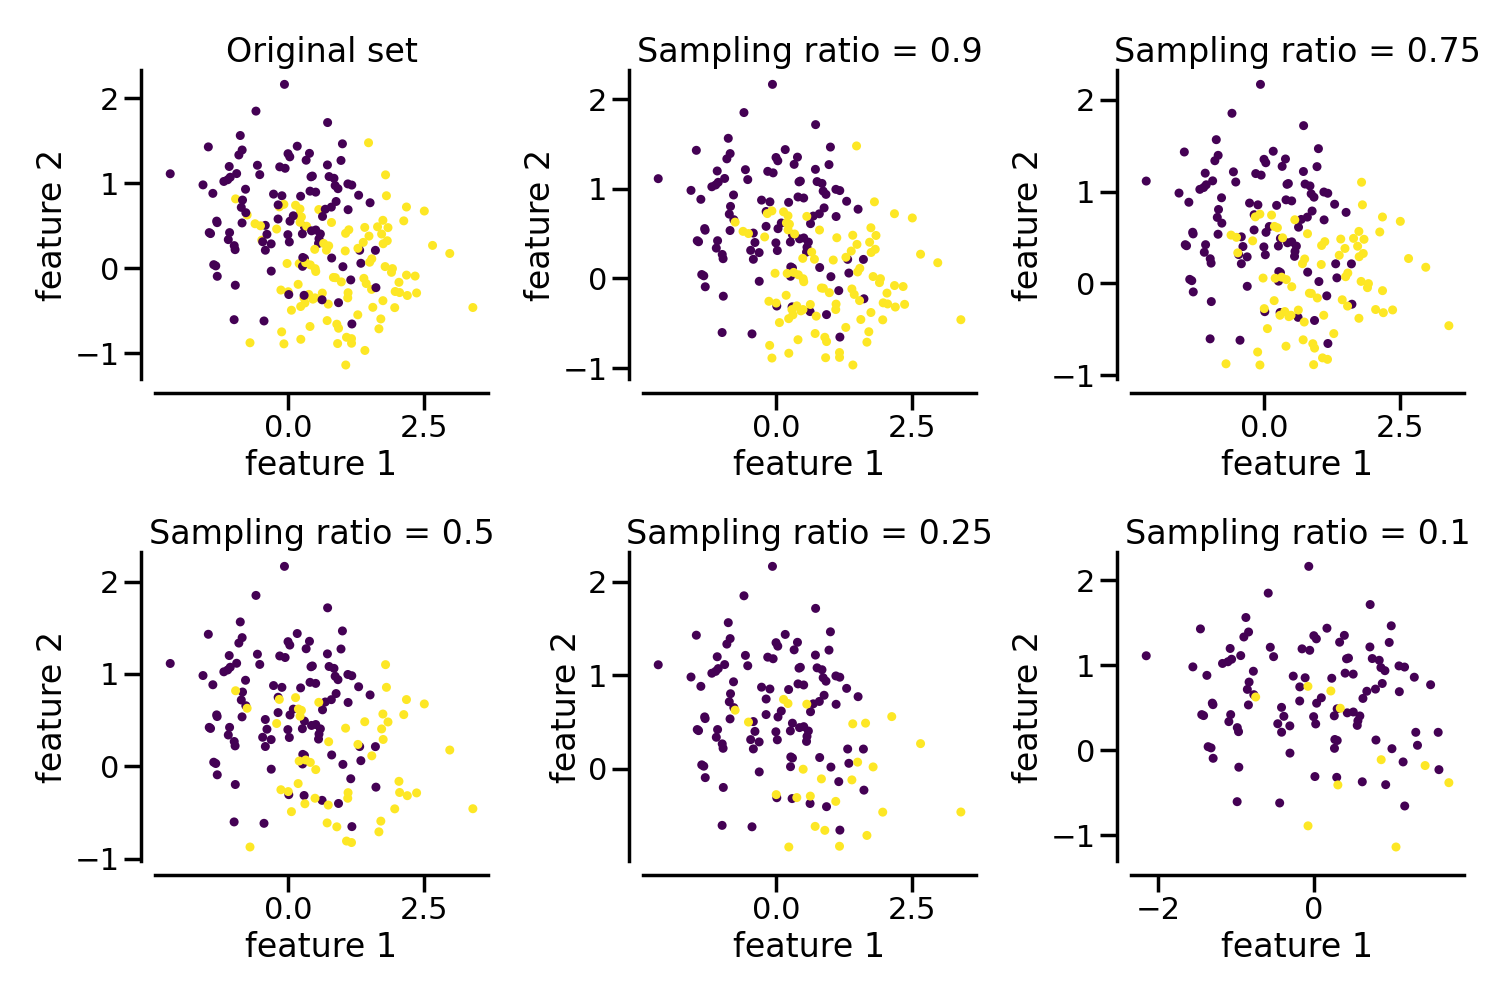 Original set
Sampling ratio = 0.9
Sampling ratio = 0.75
2
1
0
−1
feature 2
0.0 2.5
feature 1
2
1
0
−1
feature 2
0.0 2.5
feature 1
2
1
0
−1
feature 2
0.0 2.5
feature 1
Sampling ratio = 0.5
Sampling ratio = 0.25
Sampling ratio = 0.1
2
1
0
−1
feature 2
0.0 2.5
feature 1
2
1
0
feature 2
0.0 2.5
feature 1
2
1
0
−1
feature 2
−2 0
feature 1